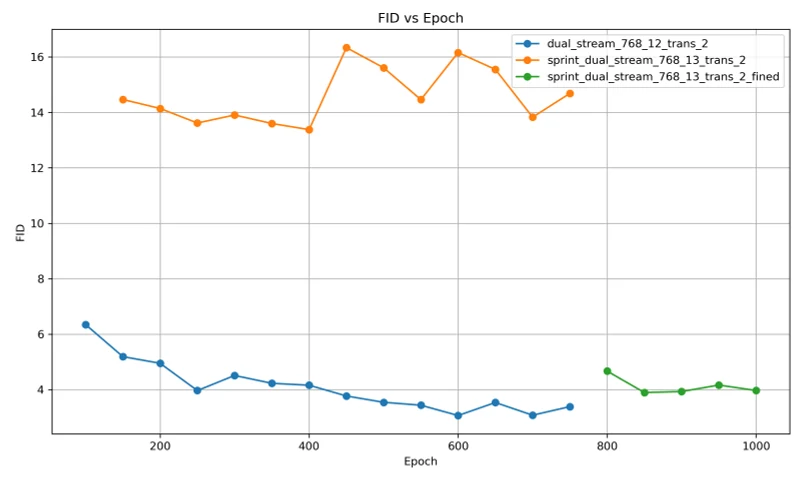 FID vs Epoch
dual_stream_768_12_trans_2
sprint_dual_stream_768_13_trans_2
sprint_dual_stream_768_13_trans_2_fined
16
14
12
10
8
6
4
FID
200
400
600
800
1000
Epoch